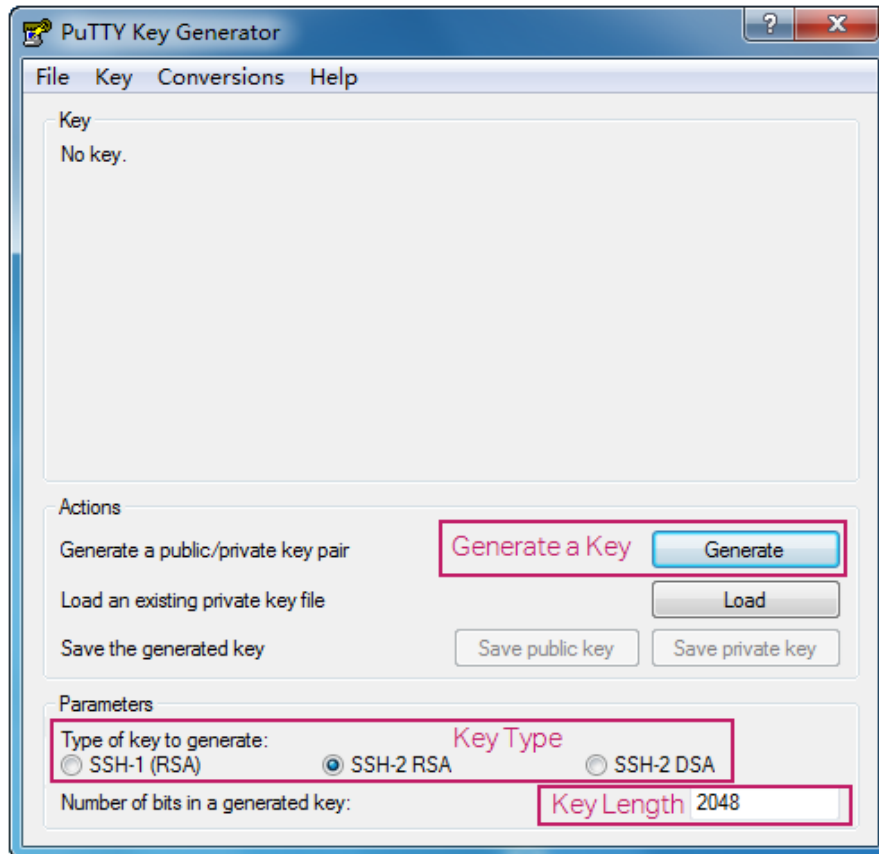 PuTTY Key Generator
File Key Conversions Help
Key
No key.
Actions
Generate a public/private key pair Generate a Key Generate
Load an existing private key file Load
Save the generated key Save public key Save private key
Parameters
Type of key to generate: Key Type
SSH-1 (RSA) SSH-2 RSA SSH-2 DSA
Number of bits in a generated key: Key Length 2048